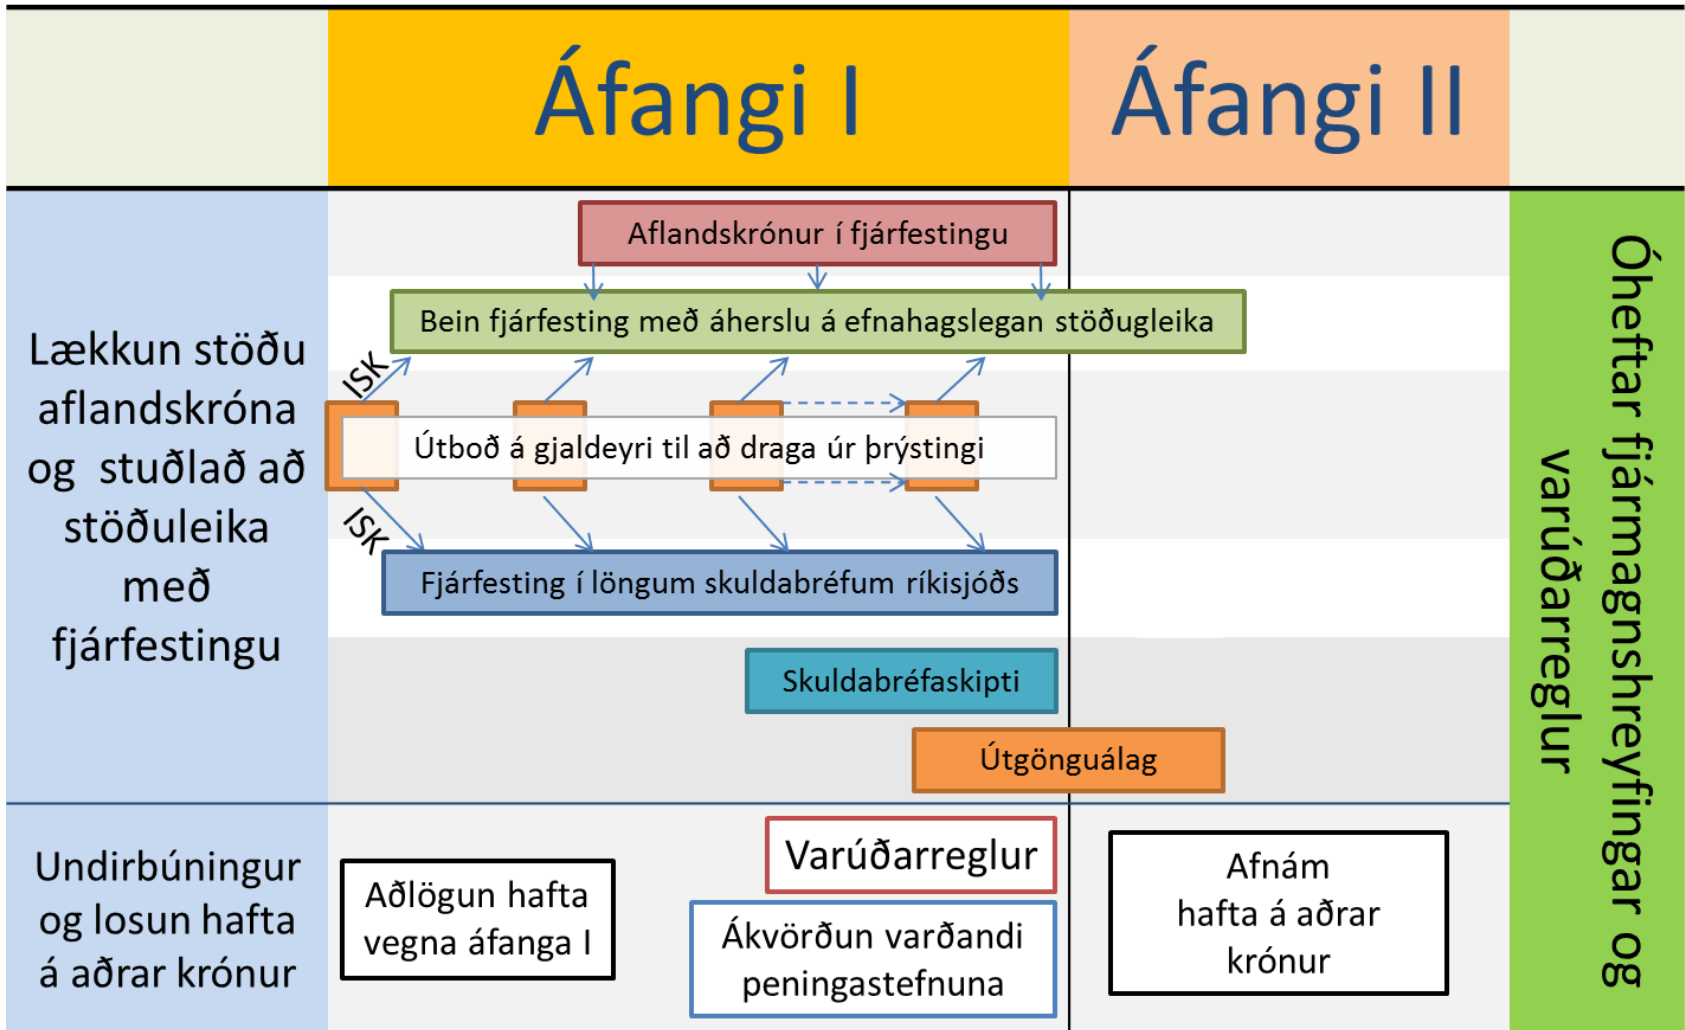 Áfangi I
Áfangi II
Lækkun stöðu
aflandskróna
og stuðlað að
stöðuleika
með
fjárfestingu
Aflandskrónur í fjárfestingu
Bein fjárfesting með áherslu á efnahagslegan stöðugleika
ISK
Útboð á gjaldeyri til að draga úr þrýstingi
ISK
Fjárfesting í löngum skuldabréfum ríkisjóðs
Skuldabréfaskipti
Útgönguálag
Undirbúningur
og losun hafta
á aðrar krónur
Aðlögun hafta
vegna áfanga I
Varúðarreglur
Ákvörðun varðandi
peningastefnuna
Afnám
hafta á aðrar
krónur
Óheftar fjármagnshreyfingar og
varúðarreglur